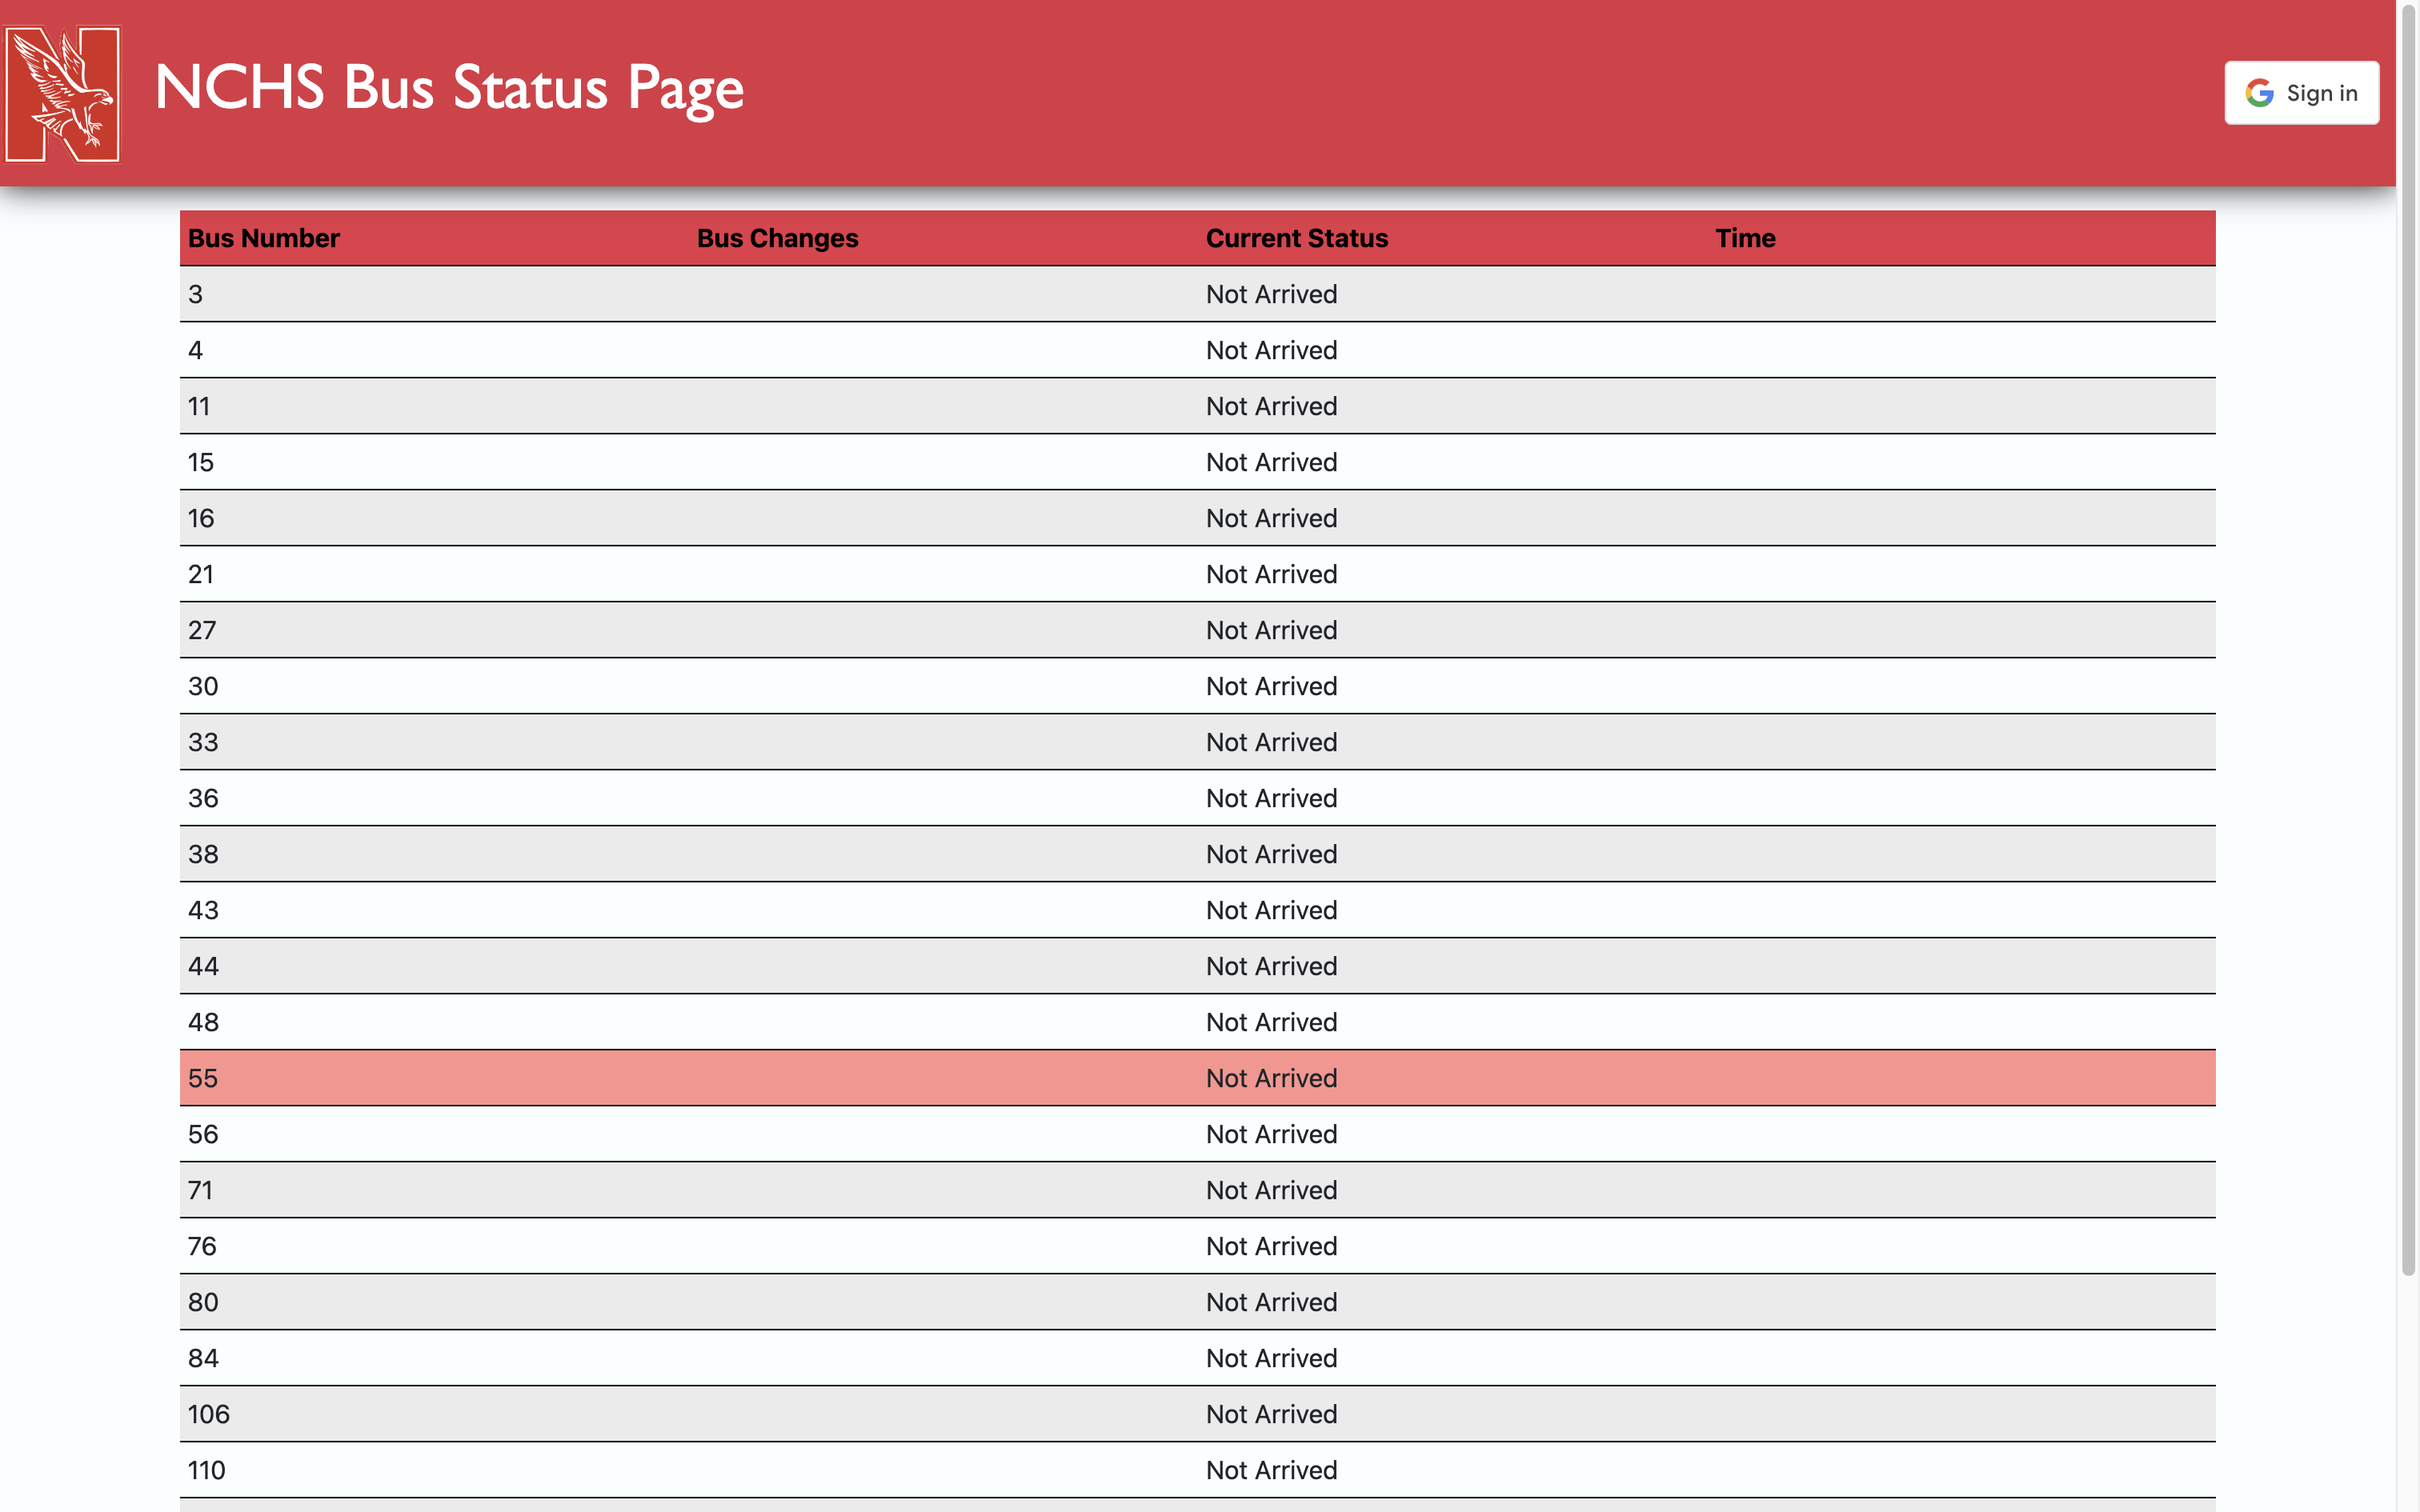 NCHS Bus Status Page
Sign in
Bus Number Bus Changes Current Status Time
3 Not Arrived
4 Not Arrived
11 Not Arrived
15 Not Arrived
16 Not Arrived
21 Not Arrived
27 Not Arrived
30 Not Arrived
33 Not Arrived
36 Not Arrived
38 Not Arrived
43 Not Arrived
44 Not Arrived
48 Not Arrived
55 Not Arrived
56 Not Arrived
71 Not Arrived
76 Not Arrived
80 Not Arrived
84 Not Arrived
106 Not Arrived
110 Not Arrived